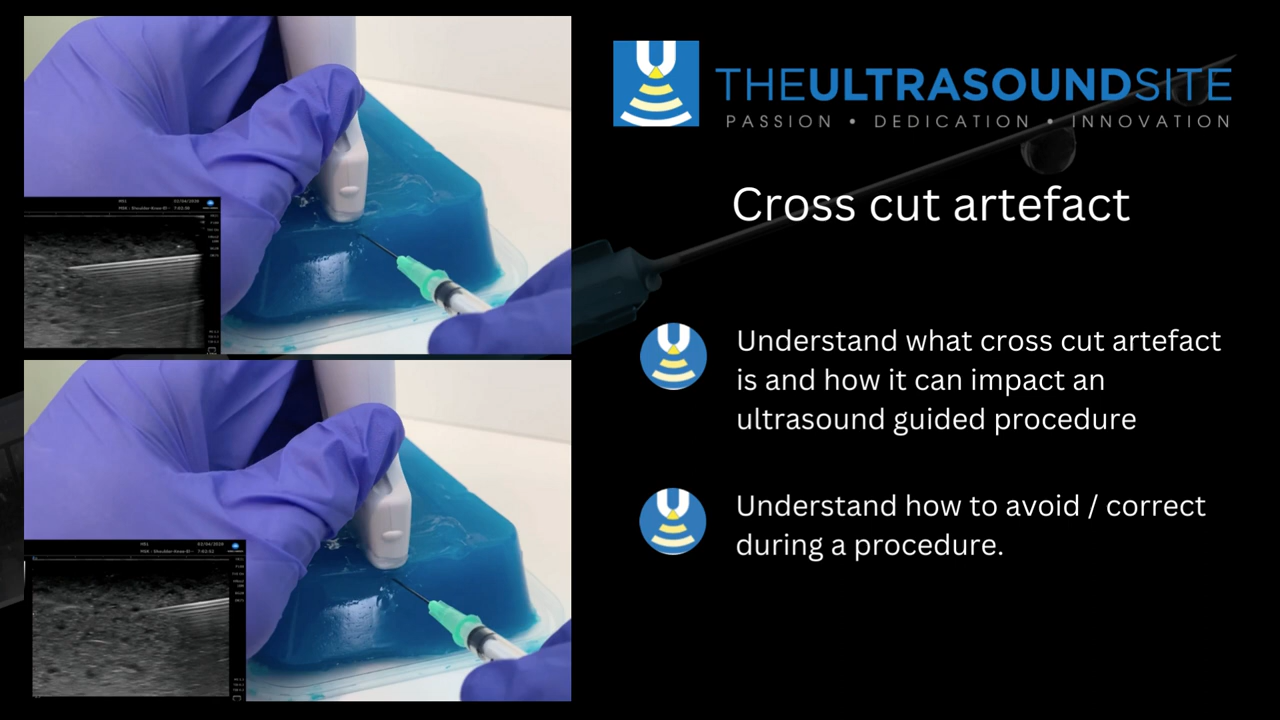 THEULTRASOUNDSITE
PASSION • DEDICATION • INNOVATION
Cross cut artefact
Understand what cross cut artefact
is and how it can impact an
ultrasound guided procedure
Understand how to avoid / correct
during a procedure.